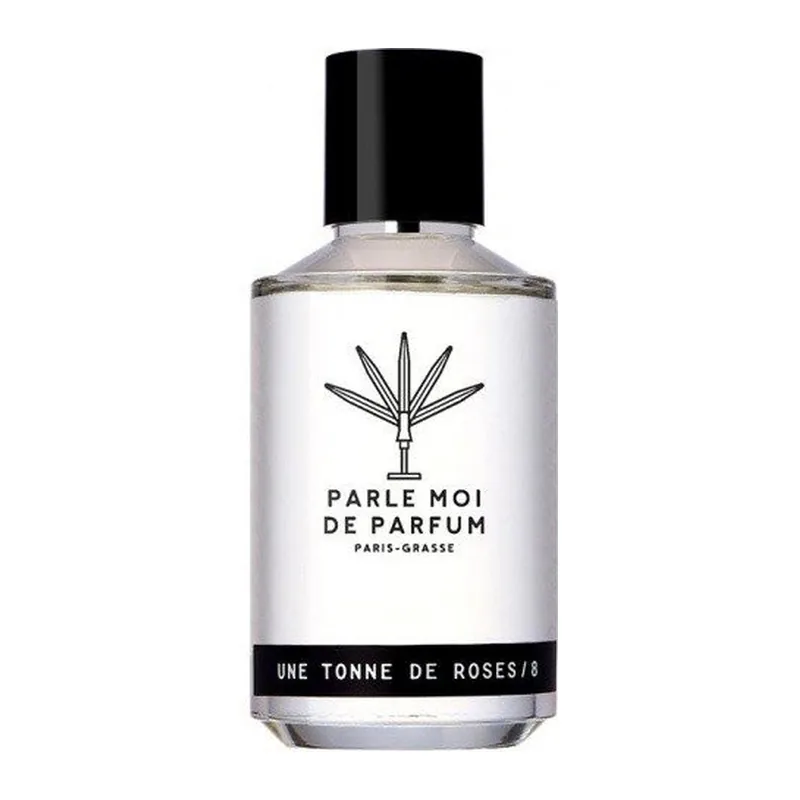 PARLE MOI
DE PARFUM
PARIS-GRASSE
UNE TONNE DE ROSES/8